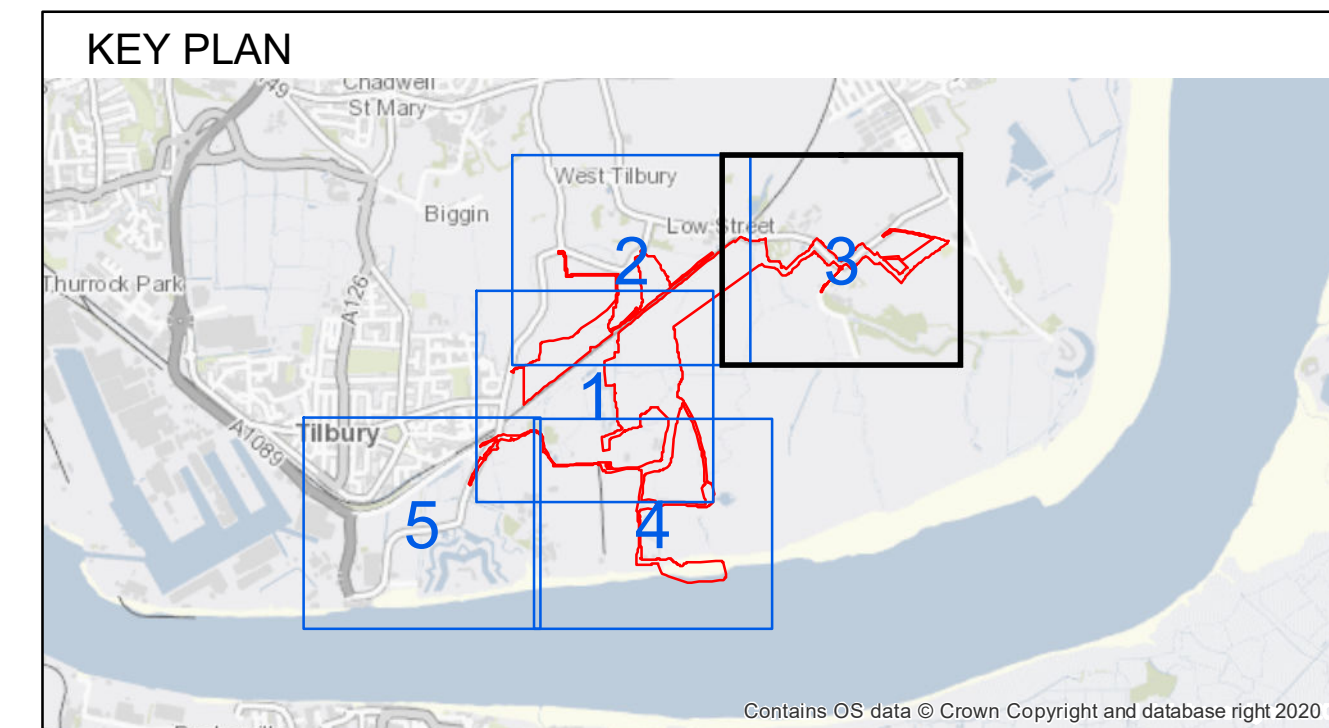 KEY PLAN
Chadwell
St Mary
West Tilbury
Biggin
Low Street
2
3
Thurrock Park
A126
1
Tilbury
A1089
5
4
Contains OS data © Crown Copyright and database right 2020